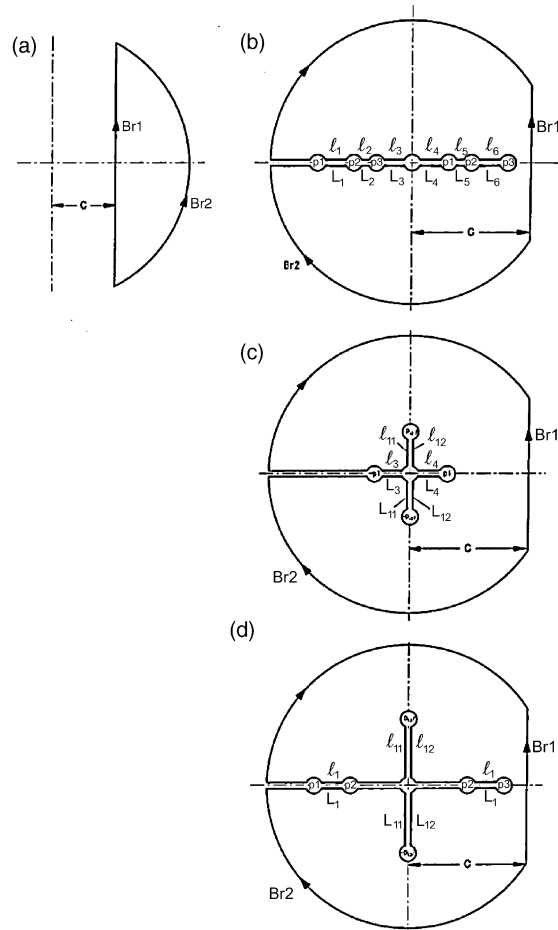 (a)
Br1
c
Br2
(b)
ℓ1 ℓ2 ℓ3 ℓ4 ℓ5 ℓ6
p1 p2 p3 p1 p2 p3
L1 L2 L3 L4 L5 L6
Br1
c
Br2
(c)
ℓ11 ℓ12
Br1
ℓ3 ℓ4
-p1 p1
L3 L4
L11 L12
c
Br2
(d)
Br1
ℓ11 ℓ12
ℓ1 ℓ1
p1 p2 p2 p3
L1 L1
L11 L12
c
Br2